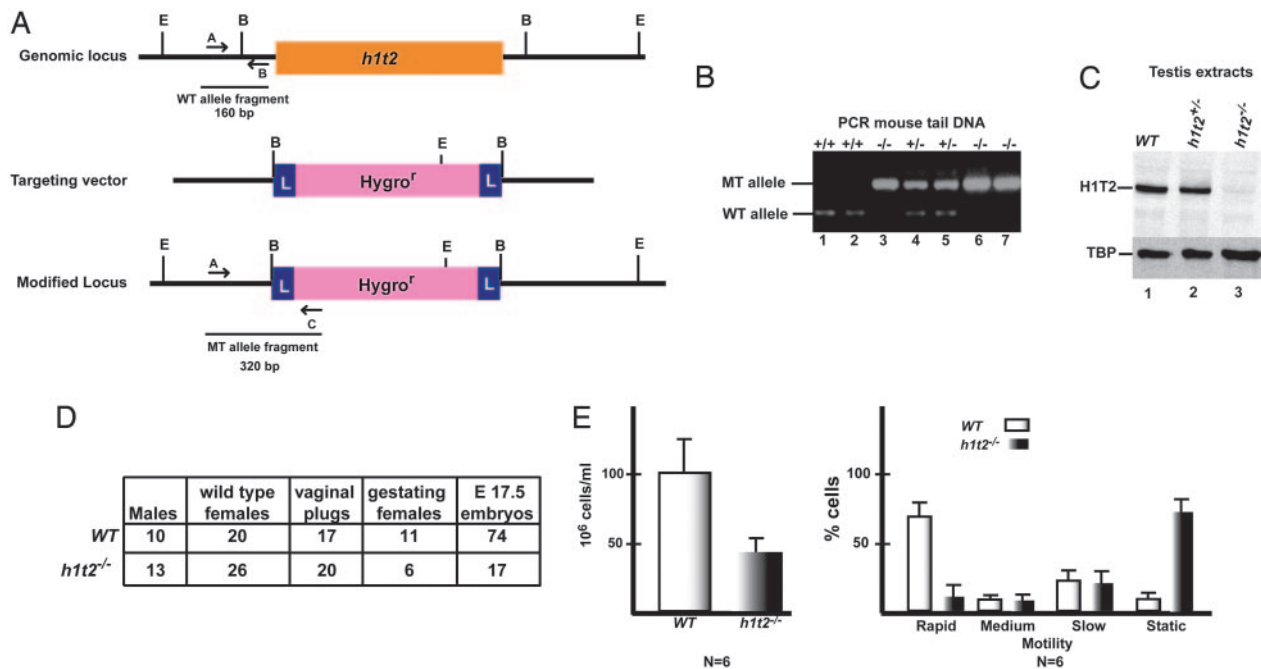 A
E
B
B
E
A
Genomic locus
h1t2
B
WT allele fragment
160 bp
B
E
B
Targeting vector
L
Hygroʳ
L
E
B
E
B
E
A
Modified Locus
L
Hygroʳ
L
C
MT allele fragment
320 bp
B
PCR mouse tail DNA
+/+ +/+ -/- +/- +/- -/- -/-
MT allele
WT allele
1 2 3 4 5 6 7
C
Testis extracts
WT h1t2+/- h1t2-/-
H1T2
TBP
1 2 3
D
Males wild type females vaginal plugs gestating females E 17.5 embryos
WT 10 20 17 11 74
h1t2-/- 13 26 20 6 17
E
10⁶ cells/ml
100
50
WT h1t2-/-
N=6
WT
h1t2-/-
% cells
100
50
Rapid Medium Slow Static
Motility
N=6